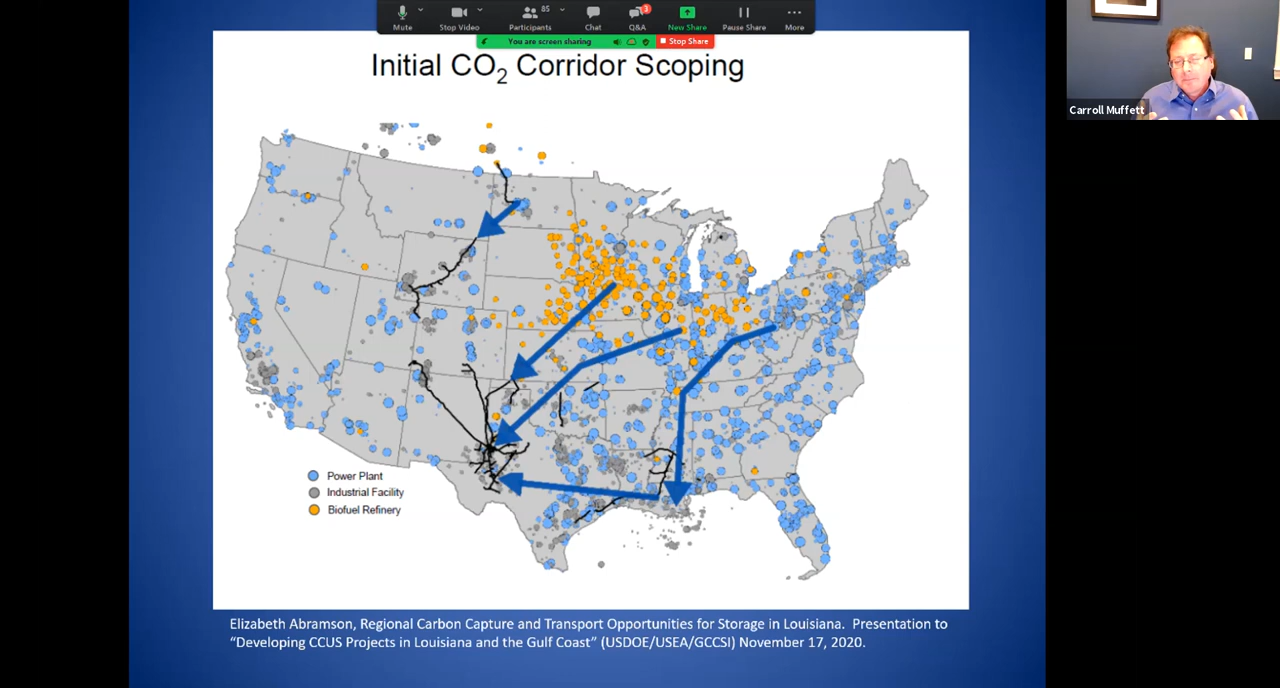 85
3
Mute
Stop Video
Participants
Chat
Q&A
New Share
Pause Share
More
You are screen sharing
Stop Share
Initial CO₂ Corridor Scoping
Carroll Muffett
Power Plant
Industrial Facility
Biofuel Refinery
Elizabeth Abramson, Regional Carbon Capture and Transport Opportunities for Storage in Louisiana. Presentation to
“Developing CCUS Projects in Louisiana and the Gulf Coast” (USDOE/USEA/GCCSI) November 17, 2020.